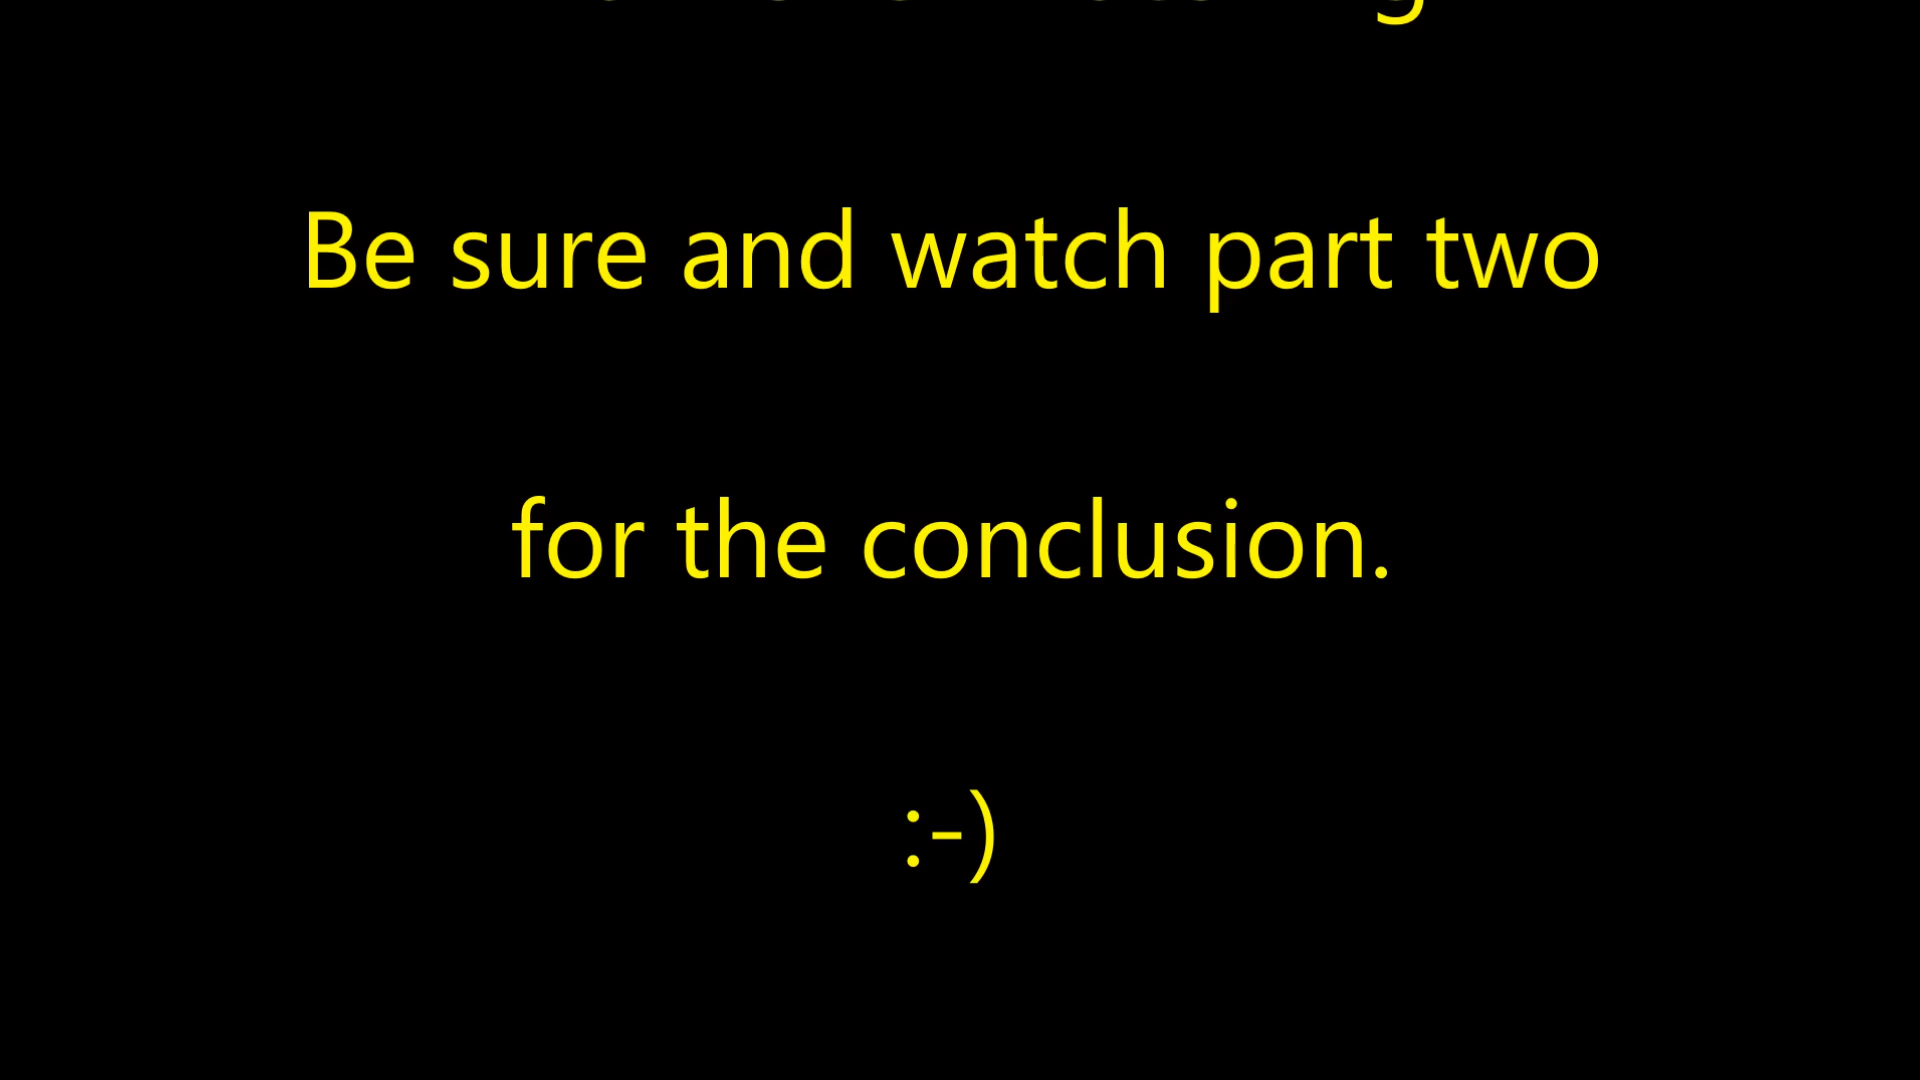 Be sure and watch part two
for the conclusion.
:-)